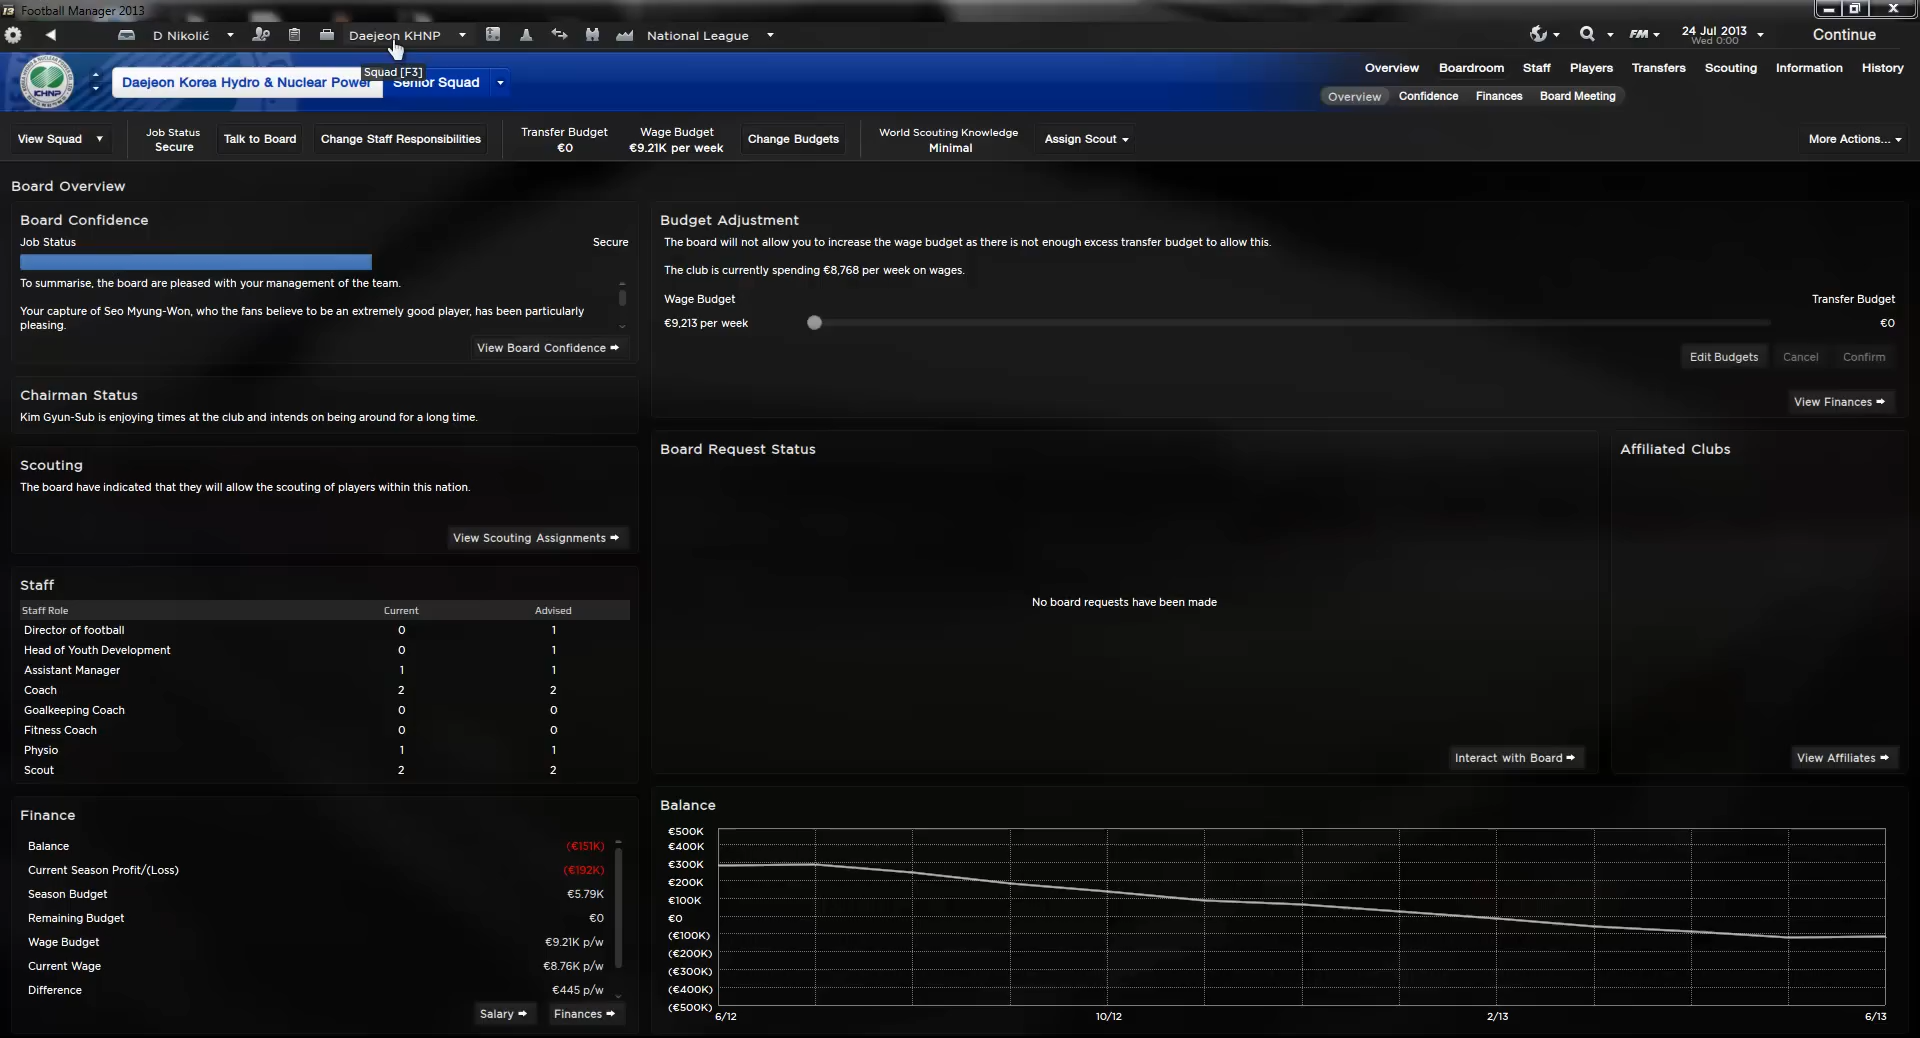 Football Manager 2013
D Nikolić
Daejeon KHNP
National League
FM
24 Jul 2013
Wed 0:00
Continue
Squad [F3]
KHNP
Daejeon Korea Hydro & Nuclear Power
Senior Squad
Overview
Boardroom
Staff
Players
Transfers
Scouting
Information
History
Overview
Confidence
Finances
Board Meeting
View Squad
Job Status
Secure
Talk to Board
Change Staff Responsibilities
Transfer Budget
€0
Wage Budget
€9.21K per week
Change Budgets
World Scouting Knowledge
Minimal
Assign Scout
More Actions...
Board Overview
Board Confidence
Job Status Secure
To summarise, the board are pleased with your management of the team.
Your capture of Seo Myung-Won, who the fans believe to be an extremely good player, has been particularly
pleasing.
View Board Confidence
Chairman Status
Kim Gyun-Sub is enjoying times at the club and intends on being around for a long time.
Scouting
The board have indicated that they will allow the scouting of players within this nation.
View Scouting Assignments
Staff
Staff Role Current Advised
Director of football 0 1
Head of Youth Development 0 1
Assistant Manager 1 1
Coach 2 2
Goalkeeping Coach 0 0
Fitness Coach 0 0
Physio 1 1
Scout 2 2
Finance
Balance (€151K)
Current Season Profit/(Loss) (€192K)
Season Budget €5.79K
Remaining Budget €0
Wage Budget €9.21K p/w
Current Wage €8.76K p/w
Difference €445 p/w
Salary Finances
Budget Adjustment
The board will not allow you to increase the wage budget as there is not enough excess transfer budget to allow this.
The club is currently spending €8,768 per week on wages.
Wage Budget Transfer Budget
€9,213 per week €0
Edit Budgets Cancel Confirm
View Finances
Board Request Status
No board requests have been made
Interact with Board
Affiliated Clubs
View Affiliates
Balance
€500K
€400K
€300K
€200K
€100K
€0
(€100K)
(€200K)
(€300K)
(€400K)
(€500K)
6/12 10/12 2/13 6/13